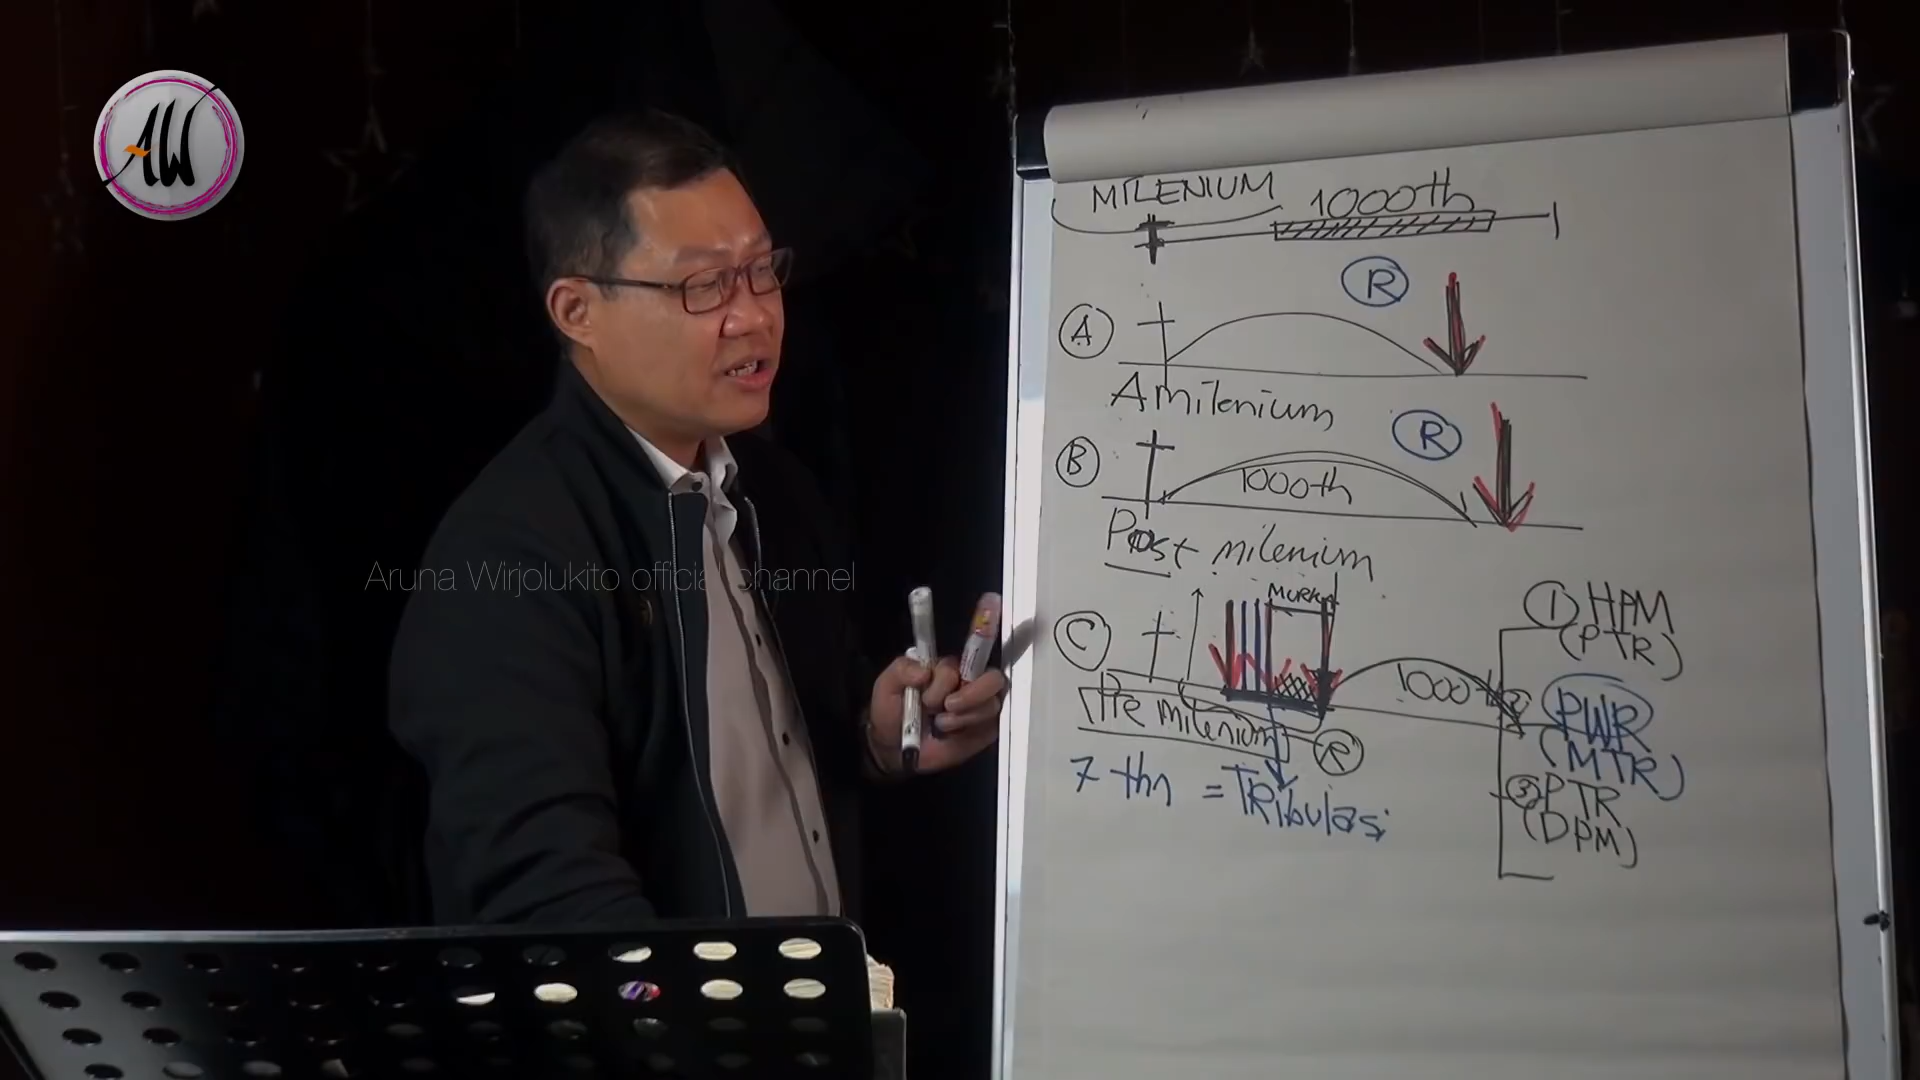 AW
Aruna Wirjolukito official channel
MILENIUM
1000th
R
A
Amilenium
R
B
1000th
Post milenium
MURKA
C
1000th
Pre milenium
R
7 thn = TRibulasi
1 HPM
(PTR)
2 PWR
(MTR)
3 PTR
(DPM)